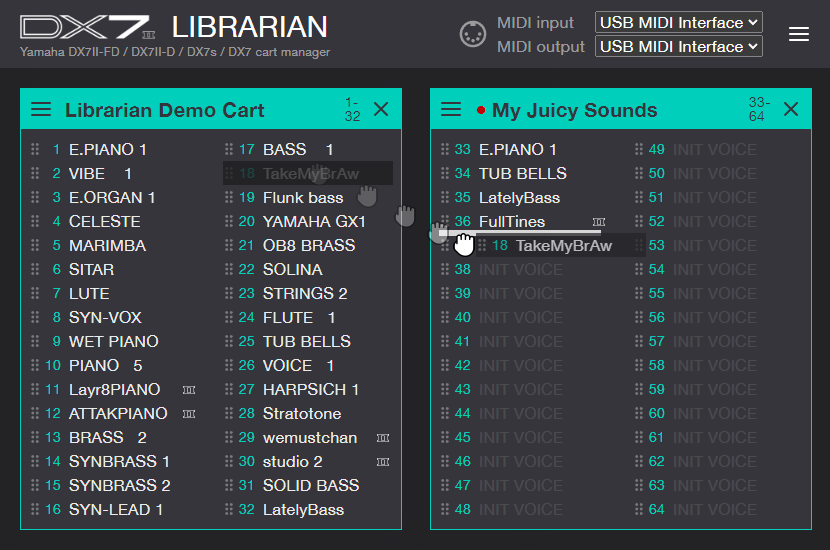 DX7II LIBRARIAN
Yamaha DX7II-FD / DX7II-D / DX7s / DX7 cart manager
MIDI input USB MIDI Interface
MIDI output USB MIDI Interface
Librarian Demo Cart 1-32
1 E.PIANO 1
2 VIBE 1
3 E.ORGAN 1
4 CELESTE
5 MARIMBA
6 SITAR
7 LUTE
8 SYN-VOX
9 WET PIANO
10 PIANO 5
11 Layr8PIANO II
12 ATTAKPIANO II
13 BRASS 2
14 SYNBRASS 1
15 SYNBRASS 2
16 SYN-LEAD 1
17 BASS 1
18 TakeMyBrAw
19 Flunk bass
20 YAMAHA GX1
21 OB8 BRASS
22 SOLINA
23 STRINGS 2
24 FLUTE 1
25 TUB BELLS
26 VOICE 1
27 HARPSICH 1
28 Stratotone
29 wemustchan II
30 studio 2 II
31 SOLID BASS
32 LatelyBass
My Juicy Sounds 33-64
33 E.PIANO 1
34 TUB BELLS
35 LatelyBass
36 FullTines II
18 TakeMyBrAw
38 INIT VOICE
39 INIT VOICE
40 INIT VOICE
41 INIT VOICE
42 INIT VOICE
43 INIT VOICE
44 INIT VOICE
45 INIT VOICE
46 INIT VOICE
47 INIT VOICE
48 INIT VOICE
49 INIT VOICE
50 INIT VOICE
51 INIT VOICE
52 INIT VOICE
53 INIT VOICE
54 INIT VOICE
55 INIT VOICE
56 INIT VOICE
57 INIT VOICE
58 INIT VOICE
59 INIT VOICE
60 INIT VOICE
61 INIT VOICE
62 INIT VOICE
63 INIT VOICE
64 INIT VOICE